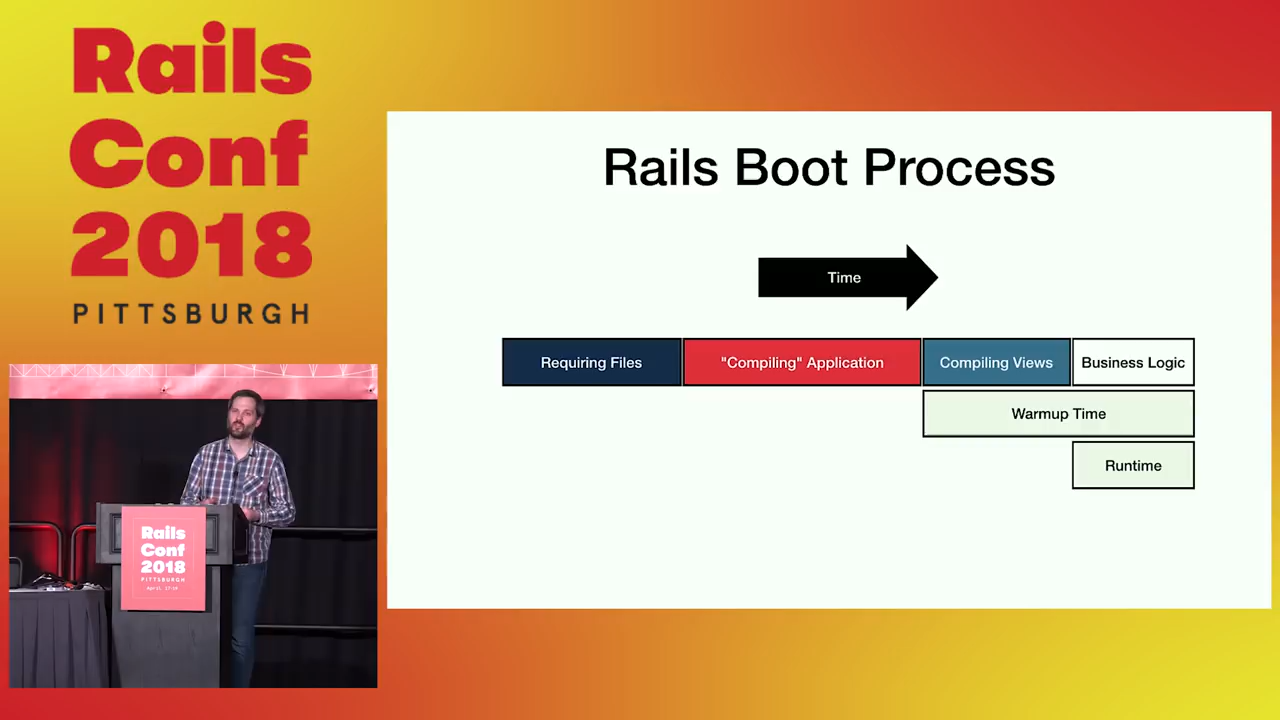 Rails
Conf
2018
PITTSBURGH
Rails Boot Process
Time
Requiring Files
"Compiling" Application
Compiling Views
Business Logic
Warmup Time
Runtime
Rails
Conf
2018
PITTSBURGH